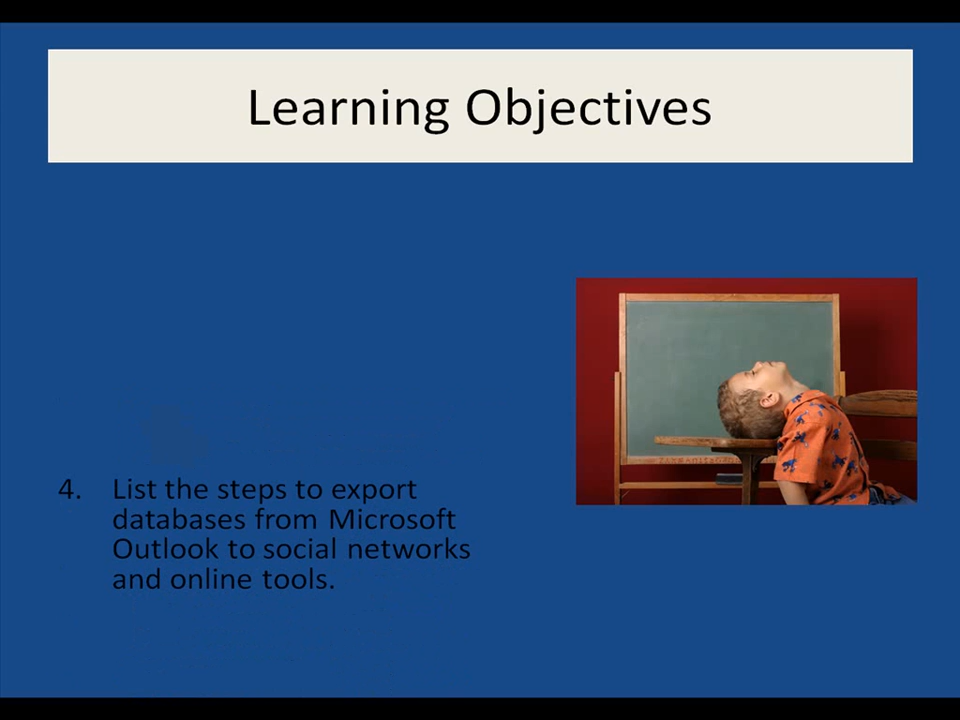 Learning Objectives
4. List the steps to export
databases from Microsoft
Outlook to social networks
and online tools.